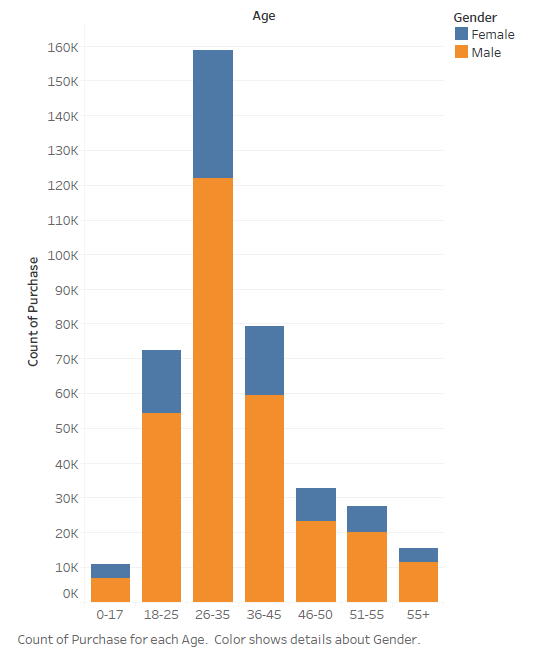 Age
Gender
Female
Male
Count of Purchase
160K
150K
140K
130K
120K
110K
100K
90K
80K
70K
60K
50K
40K
30K
20K
10K
0K
0-17 18-25 26-35 36-45 46-50 51-55 55+
Count of Purchase for each Age. Color shows details about Gender.